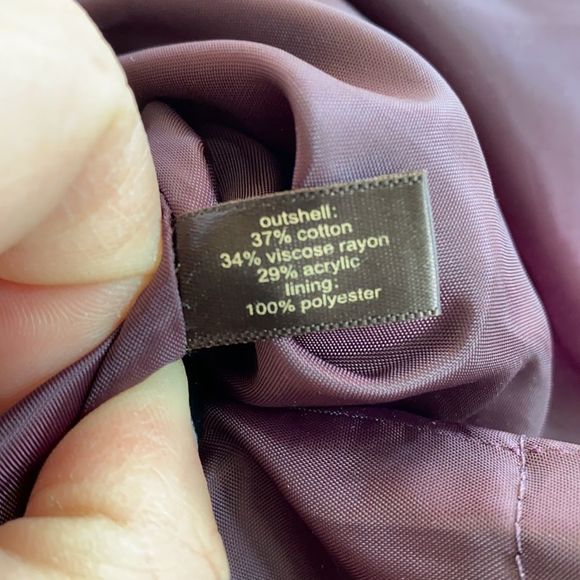 outshell:
37% cotton
34% viscose rayon
29% acrylic
lining:
100% polyester